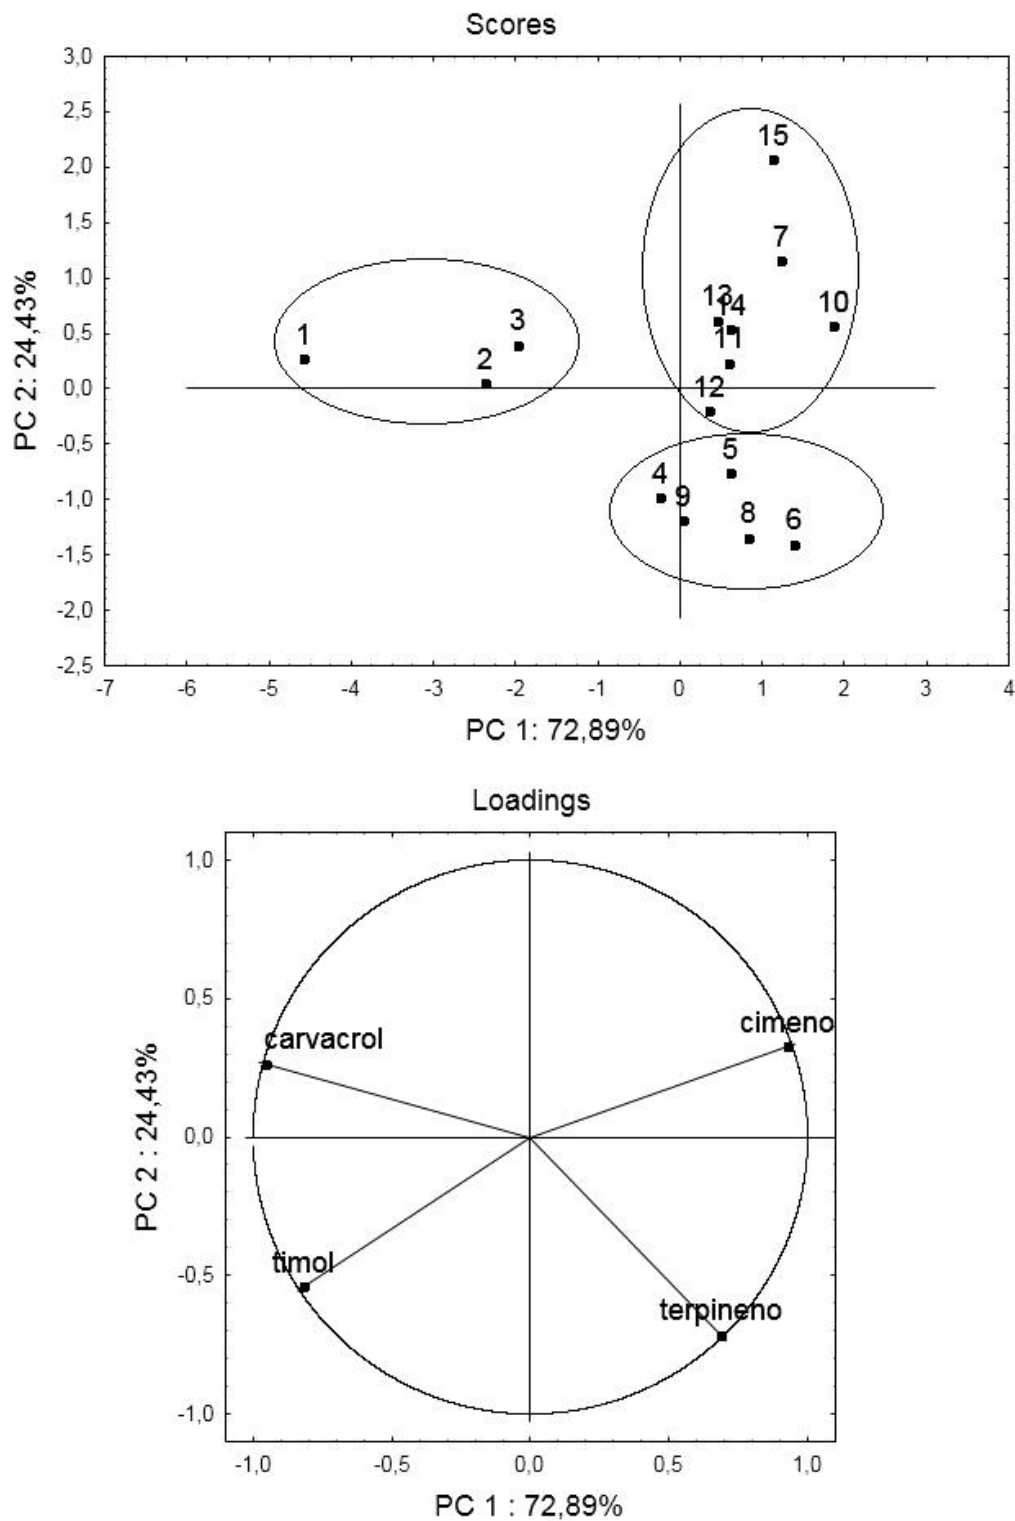 Scores
3,0
2,5
2,0
1,5
1,0
0,5
0,0
-0,5
-1,0
-1,5
-2,0
-2,5
PC 2: 24,43%
15
7
10
13
14
11
12
1
2
3
4
9
5
8
6
-7 -6 -5 -4 -3 -2 -1 0 1 2 3 4
PC 1: 72,89%
Loadings
1,0
0,5
0,0
-0,5
-1,0
PC 2 : 24,43%
carvacrol
cimeno
timol
terpineno
-1,0 -0,5 0,0 0,5 1,0
PC 1 : 72,89%